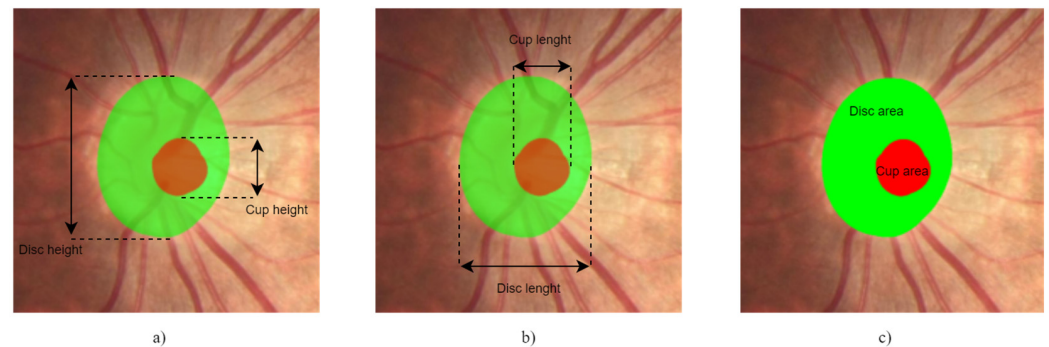 Cup height
Disc height
a)
Cup lenght
Disc lenght
b)
Disc area
Cup area
c)